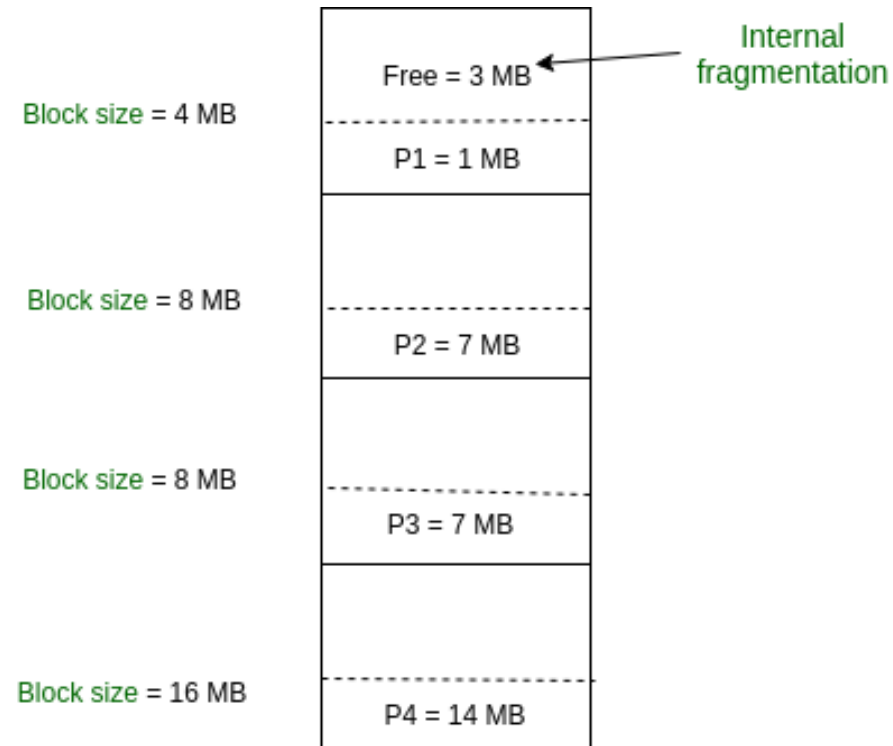 Internal
fragmentation
Free = 3 MB
Block size = 4 MB
P1 = 1 MB
Block size = 8 MB
P2 = 7 MB
Block size = 8 MB
P3 = 7 MB
Block size = 16 MB
P4 = 14 MB